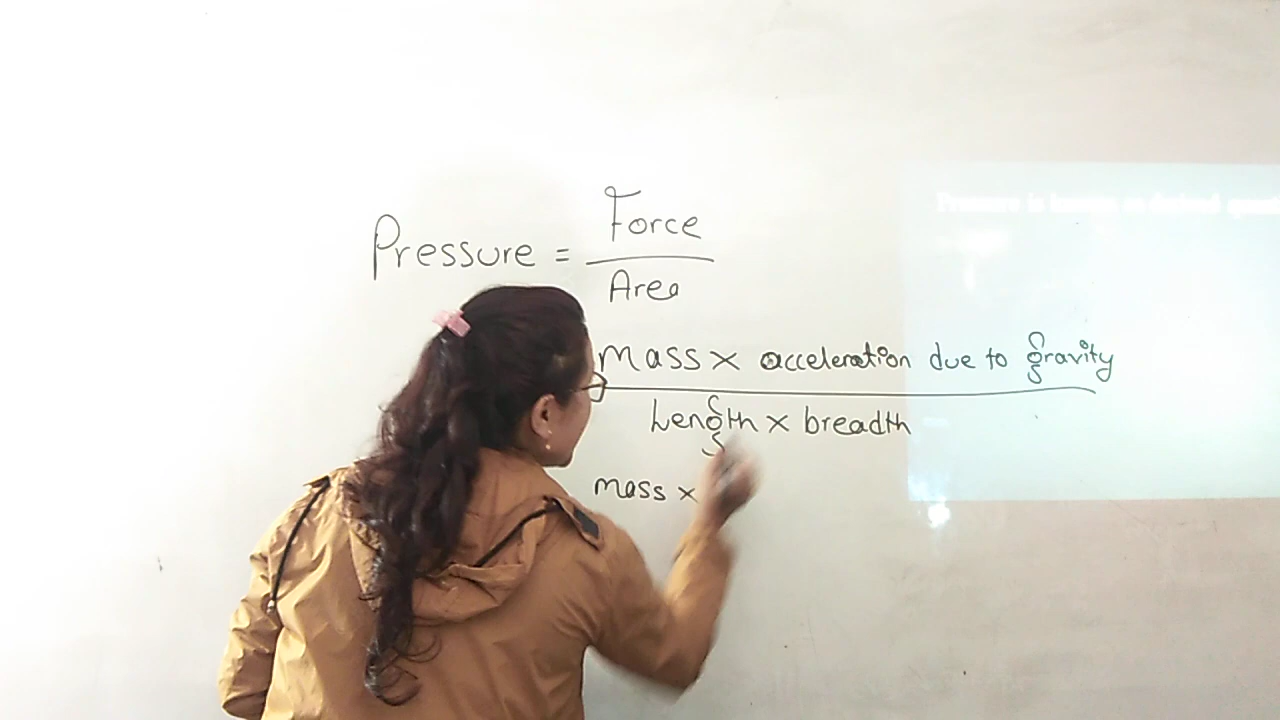 Pressure = Force / Area
mass × acceleration due to gravity
Length × breadth
mass ×